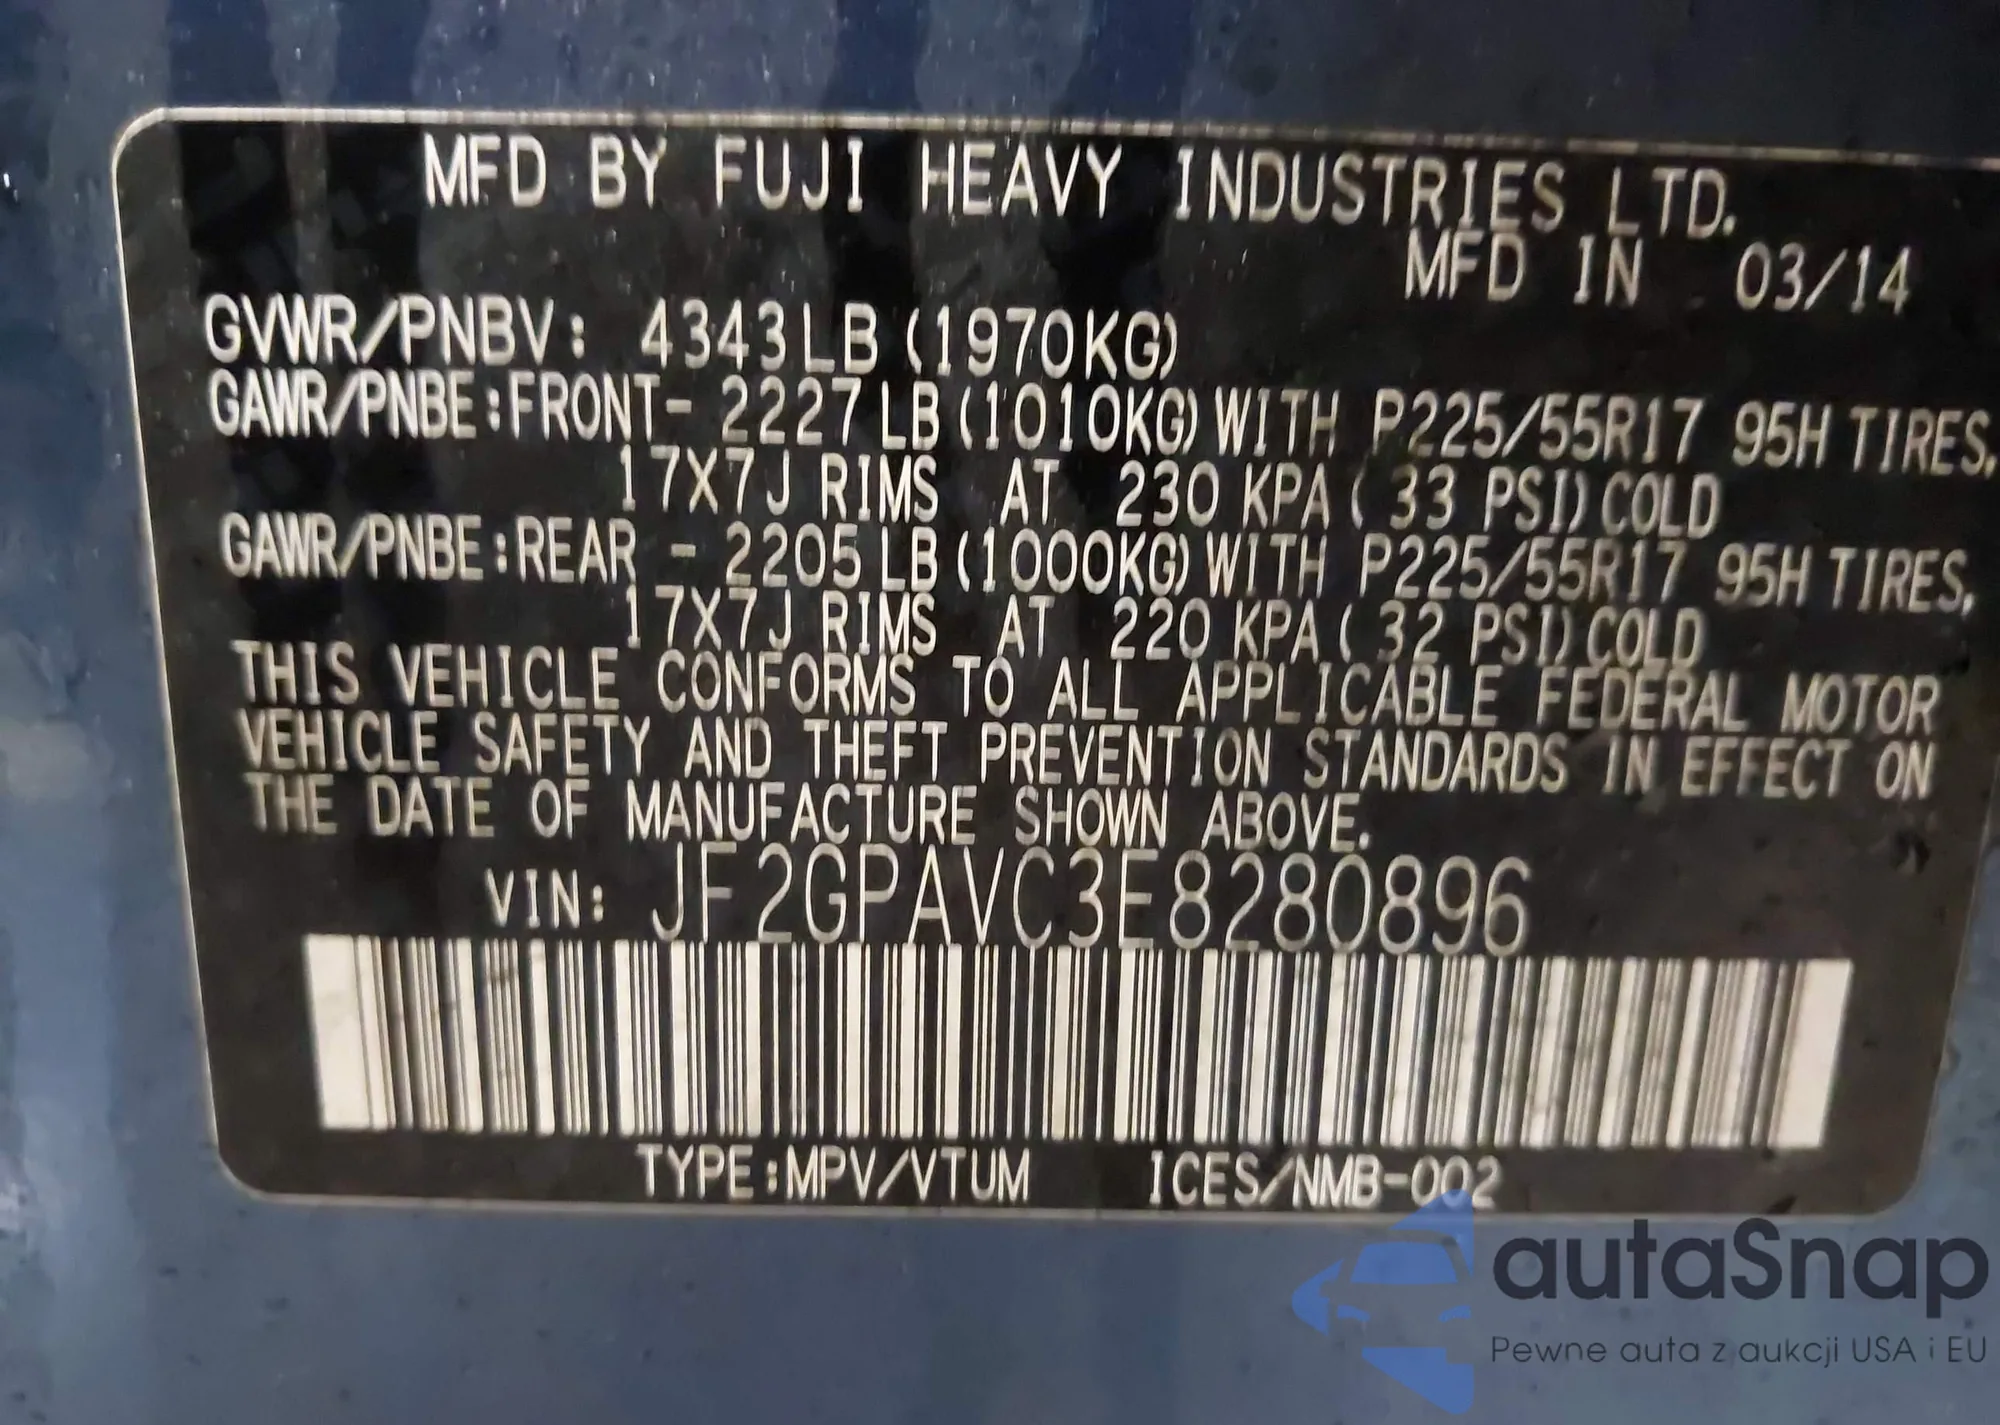 MFD BY FUJI HEAVY INDUSTRIES LTD.
MFD IN 03/14
GVWR/PNBV: 4343LB (1970KG)
GAWR/PNBE:FRONT- 2227LB(1010KG)WITH P225/55R17 95H TIRES,
17X7J RIMS AT 230 KPA( 33 PSI)COLD
GAWR/PNBE:REAR - 2205LB(1000KG)WITH P225/55R17 95H TIRES,
17X7J RIMS AT 220 KPA( 32 PSI)COLD
THIS VEHICLE CONFORMS TO ALL APPLICABLE FEDERAL MOTOR
VEHICLE SAFETY AND THEFT PREVENTION STANDARDS IN EFFECT ON
THE DATE OF MANUFACTURE SHOWN ABOVE.
VIN: JF2GPAVC3E8280896
TYPE:MPV/VTUM ICES/NMB-002
autaSnap
Pewne auta z aukcji USA i EU